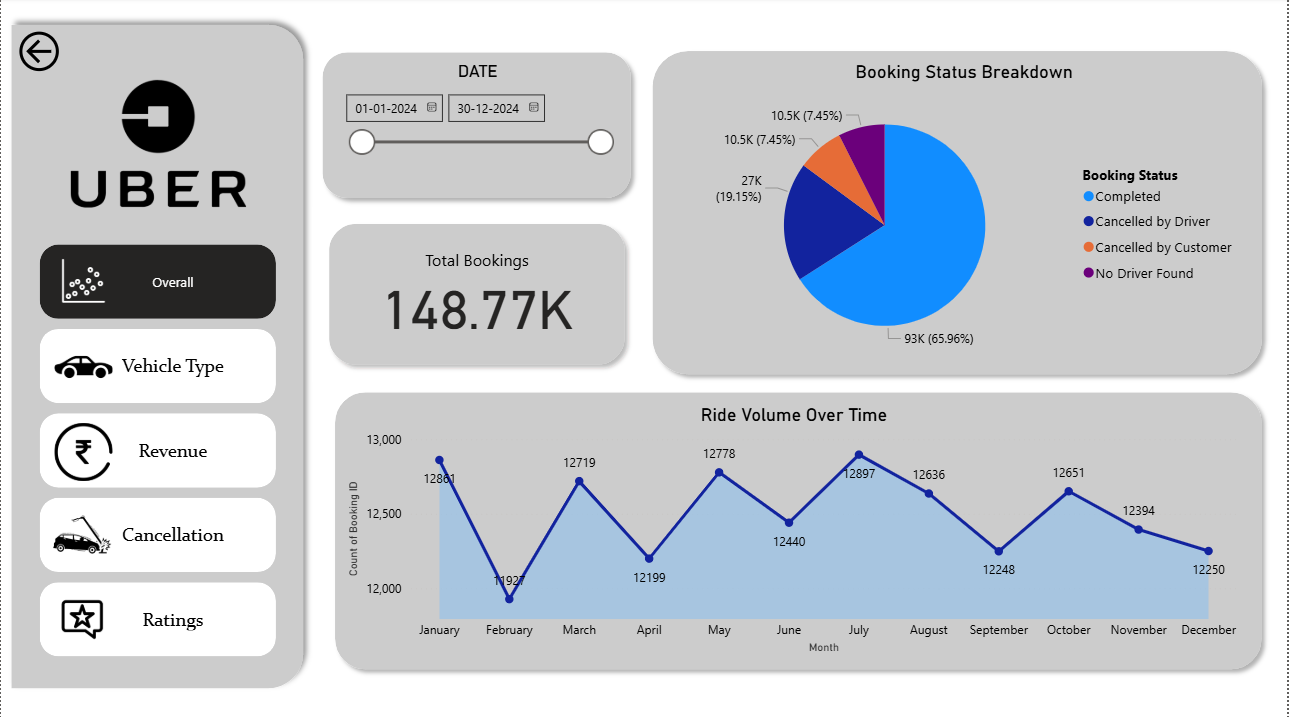 UBER
Overall
Vehicle Type
₹
Revenue
Cancellation
Ratings
DATE
01-01-2024
30-12-2024
Total Bookings
148.77K
Booking Status Breakdown
10.5K (7.45%)
10.5K (7.45%)
27K
(19.15%)
93K (65.96%)
Booking Status
Completed
Cancelled by Driver
Cancelled by Customer
No Driver Found
Ride Volume Over Time
Count of Booking ID
13,000
12,500
12,000
12861
11927
12719
12199
12778
12440
12897
12636
12248
12651
12394
12250
January February March April May June July August September October November December
Month